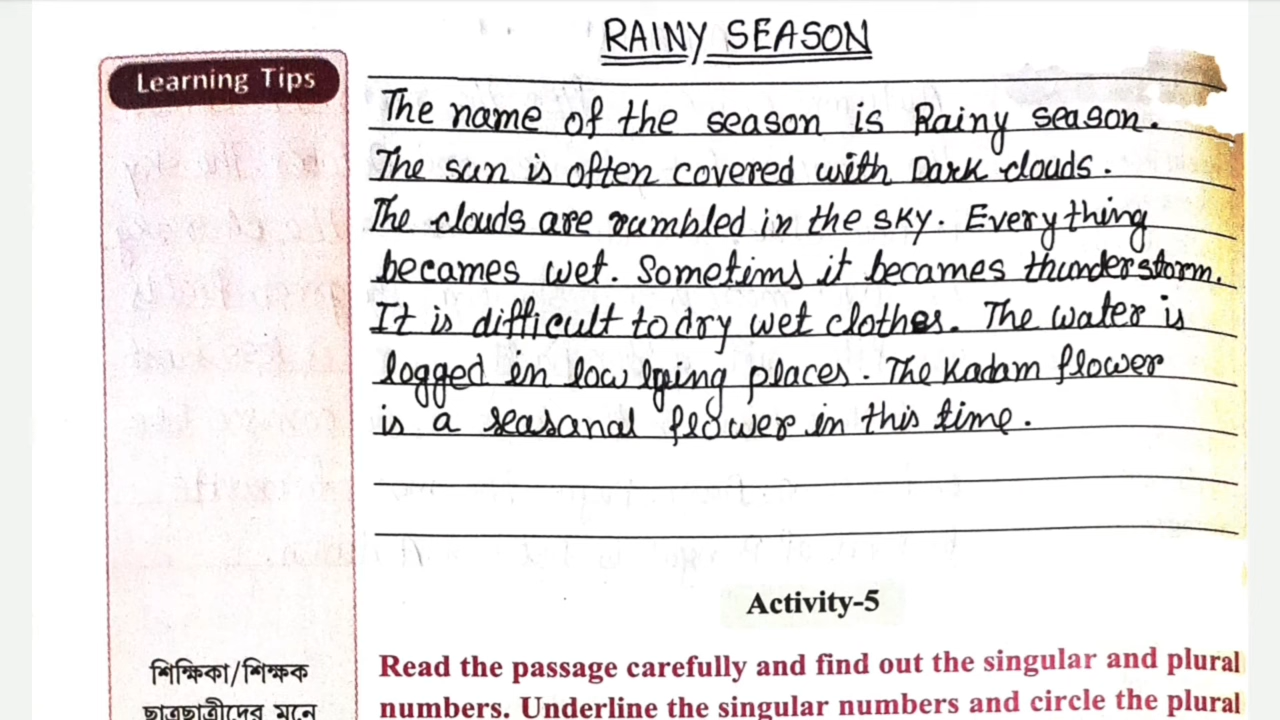 RAINY SEASON
Learning Tips
The name of the season is Rainy season.
The sun is often covered with Dark clouds.
The clouds are rumbled in the sky. Everything
becames wet. Sometims it becames thunderstorm.
It is difficult to dry wet clothes. The water is
logged in low lying places. The Kadam flower
is a seasanal flower in this time.
Activity-5
Read the passage carefully and find out the singular and plural
numbers. Underline the singular numbers and circle the plural
শিক্ষিকা/শিক্ষক
ছাত্রছাত্রীদের মনে